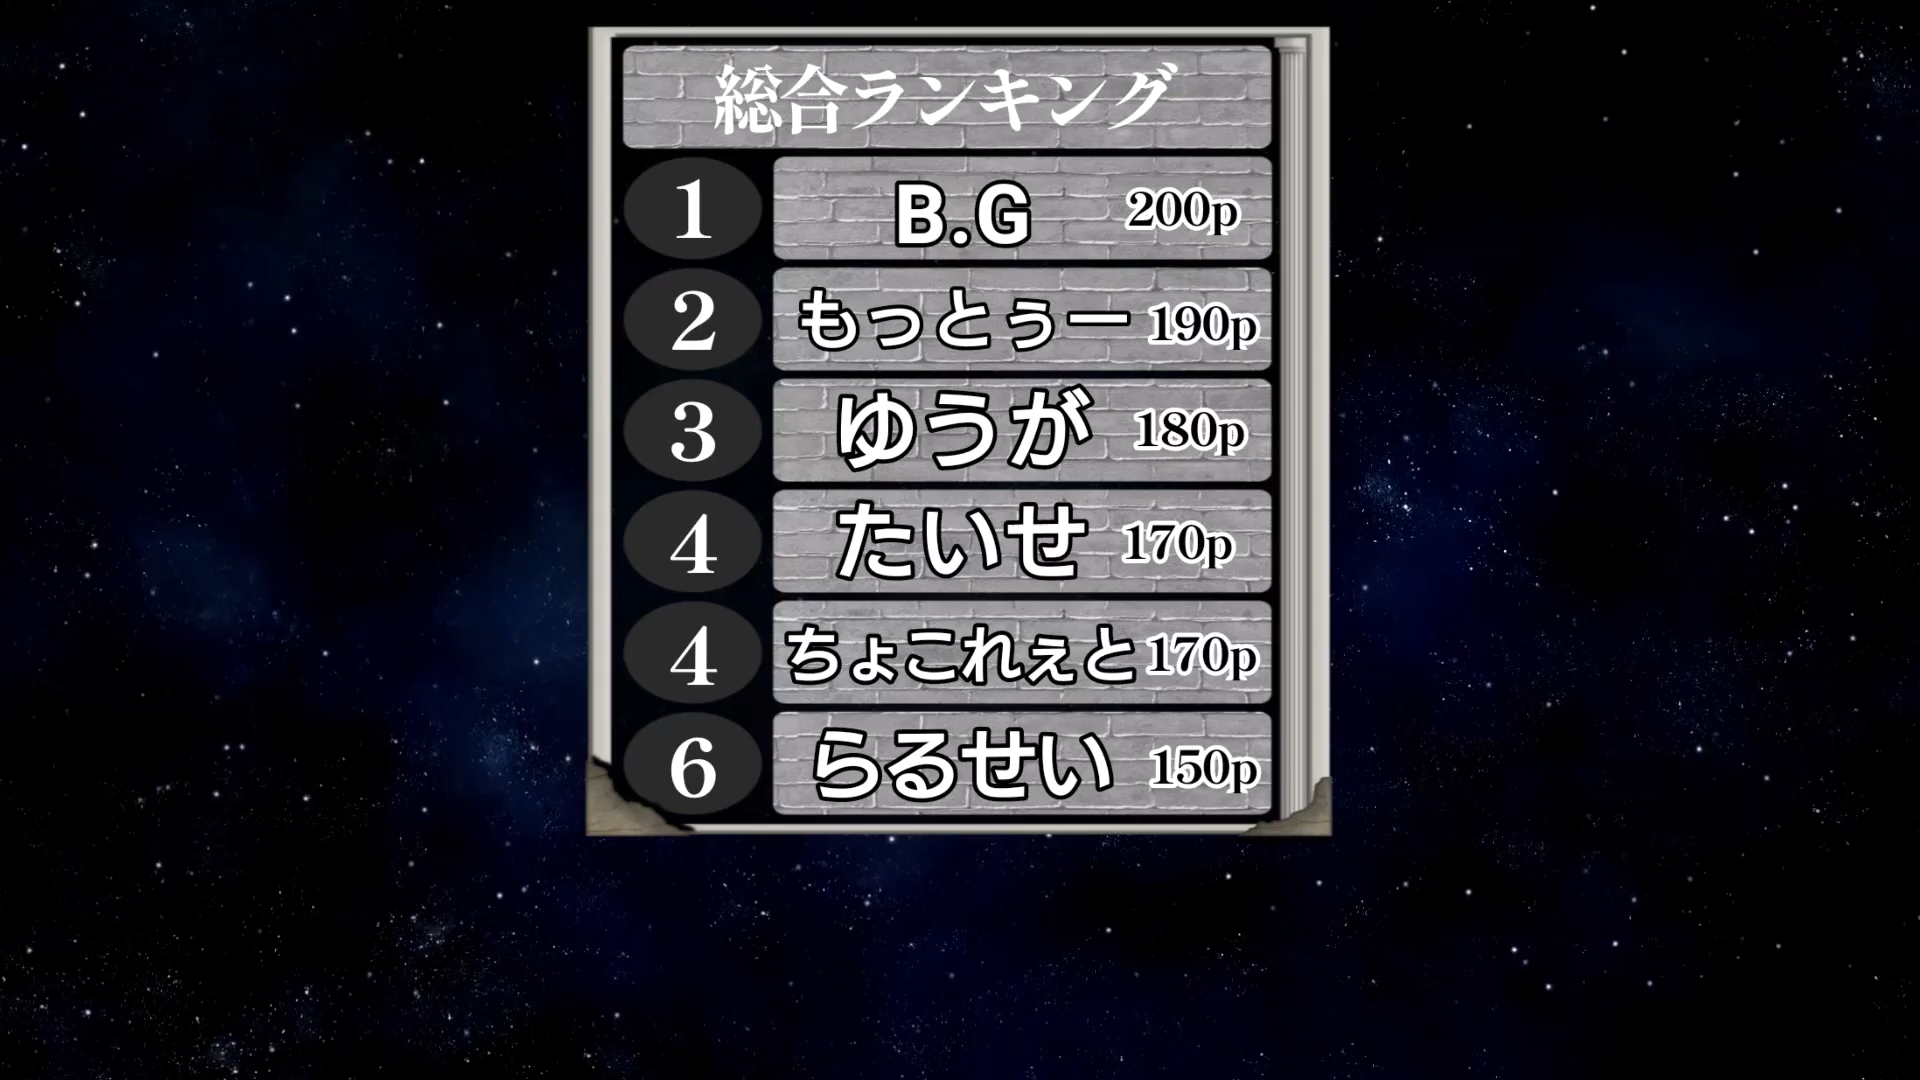 総合ランキング
1 B.G 200p
2 もっとぅー 190p
3 ゆうが 180p
4 たいせ 170p
4 ちょこれぇと 170p
6 らるせい 150p